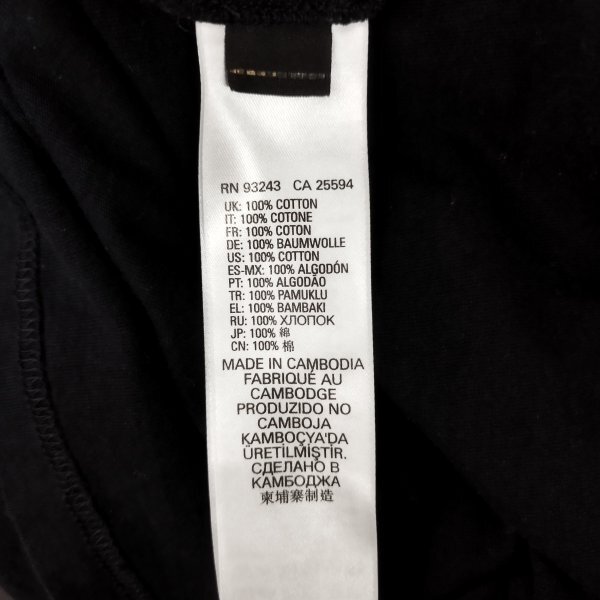 RN 93243 CA 25594
UK: 100% COTTON
IT: 100% COTONE
FR: 100% COTON
DE: 100% BAUMWOLLE
US: 100% COTTON
ES-MX: 100% ALGODÓN
PT: 100% ALGODÃO
TR: 100% PAMUKLU
EL: 100% BAMBAKI
RU: 100% ХЛОПОК
JP: 100% 綿
CN: 100% 棉
MADE IN CAMBODIA
FABRIQUÉ AU
CAMBODGE
PRODUZIDO NO
CAMBOJA
KAMBOÇYA'DA
ÜRETİLMİŞTİR.
СДЕЛАНО В
КАМБОДЖА
柬埔寨制造